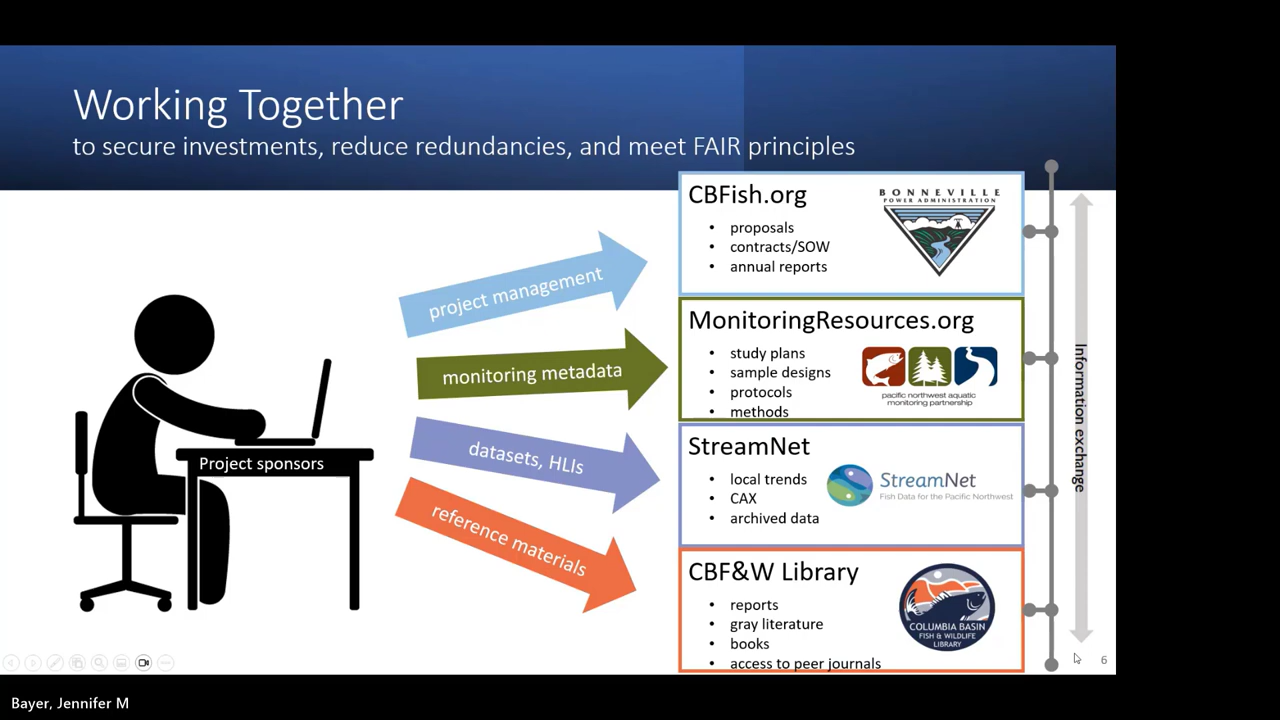 Working Together
to secure investments, reduce redundancies, and meet FAIR principles
project management
monitoring metadata
datasets, HLIs
reference materials
Project sponsors
CBFish.org
• proposals
• contracts/SOW
• annual reports
BONNEVILLE
POWER ADMINISTRATION
MonitoringResources.org
• study plans
• sample designs
• protocols
• methods
pacific northwest aquatic
monitoring partnership
StreamNet
• local trends
• CAX
• archived data
StreamNet
Fish Data for the Pacific Northwest
CBF&W Library
• reports
• gray literature
• books
• access to peer journals
COLUMBIA BASIN
FISH & WILDLIFE
LIBRARY
Information exchange
6
Bayer, Jennifer M